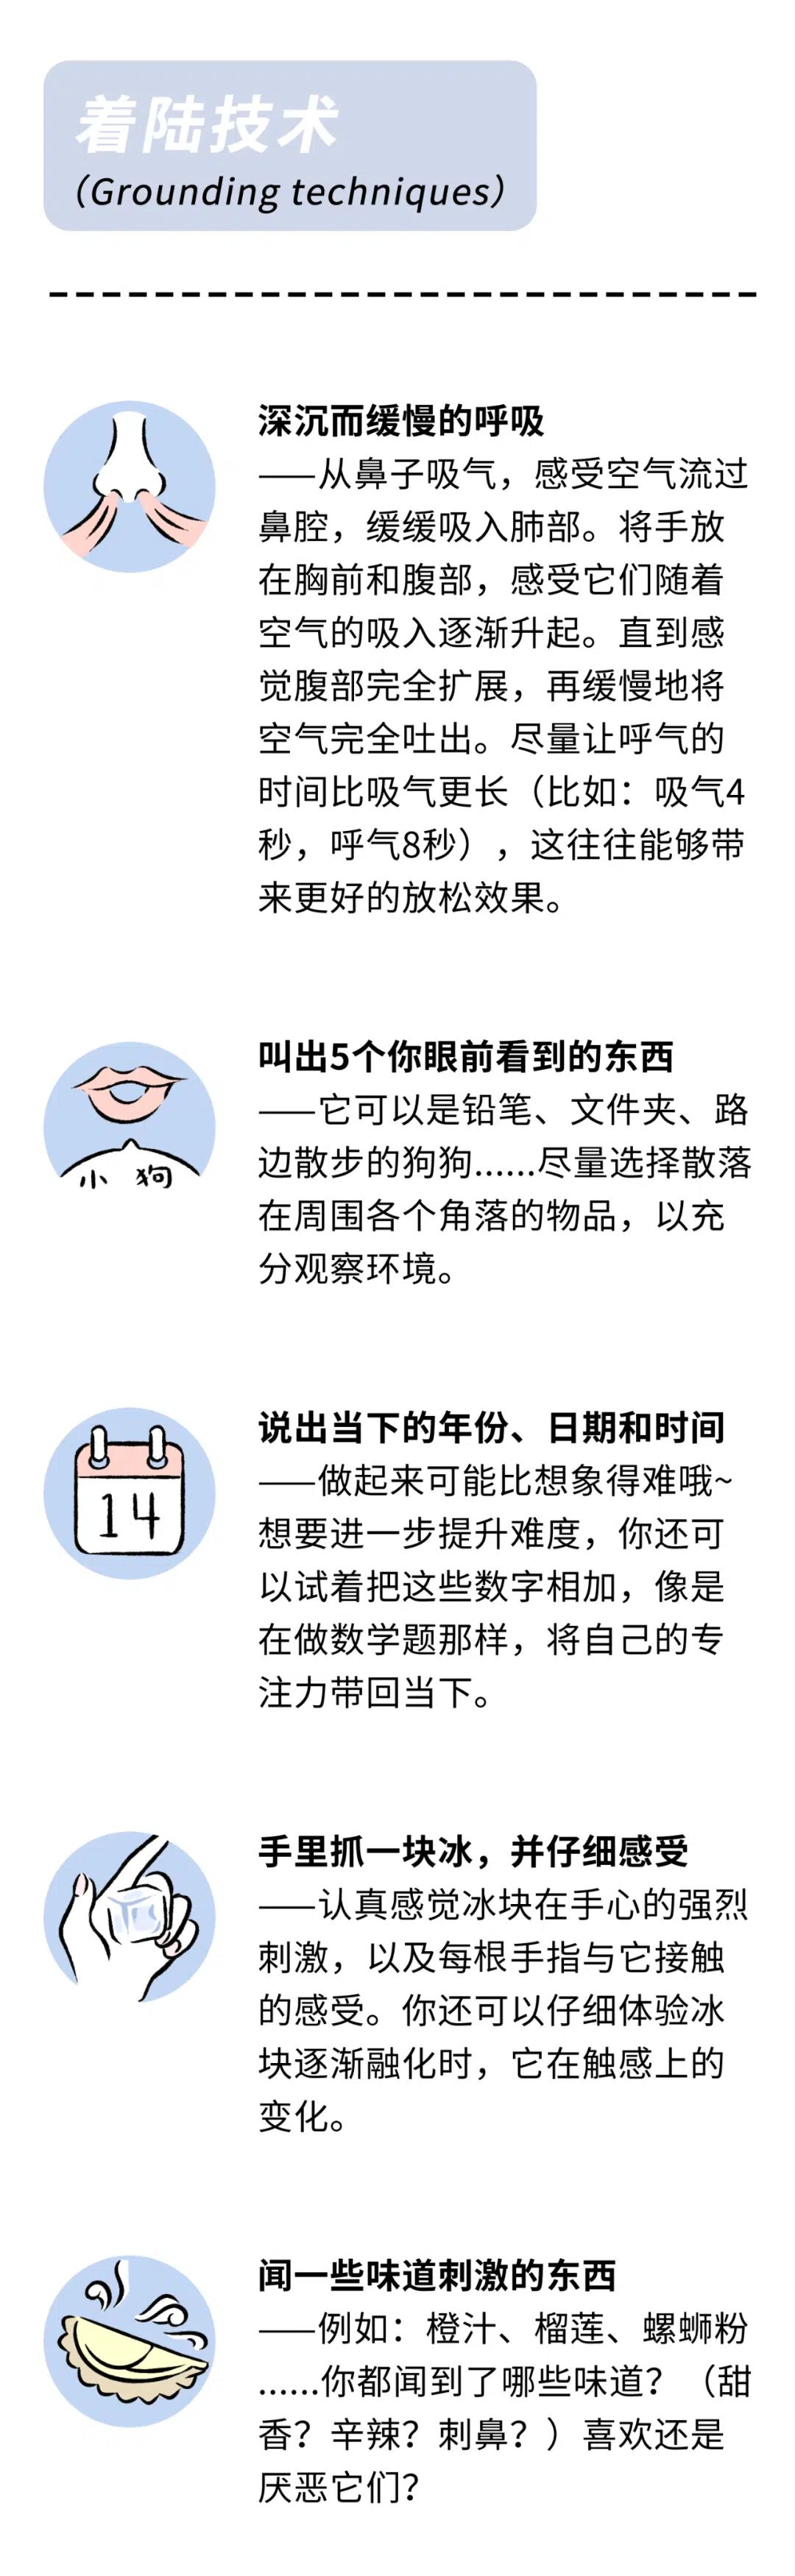 着陆技术
（Grounding techniques）
深沉而缓慢的呼吸
——从鼻子吸气，感受空气流过
鼻腔，缓缓吸入肺部。将手放
在胸前和腹部，感受它们随着
空气的吸入逐渐升起。直到感
觉腹部完全扩展，再缓慢地将
空气完全吐出。尽量让呼气的
时间比吸气更长（比如：吸气4
秒，呼气8秒），这往往能够带
来更好的放松效果。
叫出5个你眼前看到的东西
——它可以是铅笔、文件夹、路
边散步的狗狗……尽量选择散落
在周围各个角落的物品，以充
分观察环境。
小 狗
说出当下的年份、日期和时间
——做起来可能比想象得难哦~
想要进一步提升难度，你还可
以试着把这些数字相加，像是
在做数学题那样，将自己的专
注力带回当下。
14
手里抓一块冰，并仔细感受
——认真感觉冰块在手心的强烈
刺激，以及每根手指与它接触
的感受。你还可以仔细体验冰
块逐渐融化时，它在触感上的
变化。
闻一些味道刺激的东西
——例如：橙汁、榴莲、螺蛳粉
……你都闻到了哪些味道？（甜
香？辛辣？刺鼻？）喜欢还是
厌恶它们？